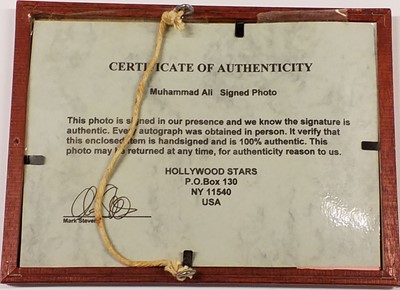 CERTIFICATE OF AUTHENTICITY
Muhammad Ali Signed Photo
This photo is signed in our presence and we know the signature is
authentic. Every autograph was obtained in person. It verify that
this enclosed item is handsigned and is 100% authentic. This
photo may be returned at any time, for authenticity reason to us.
HOLLYWOOD STARS
P.O.Box 130
NY 11540
USA
Mark